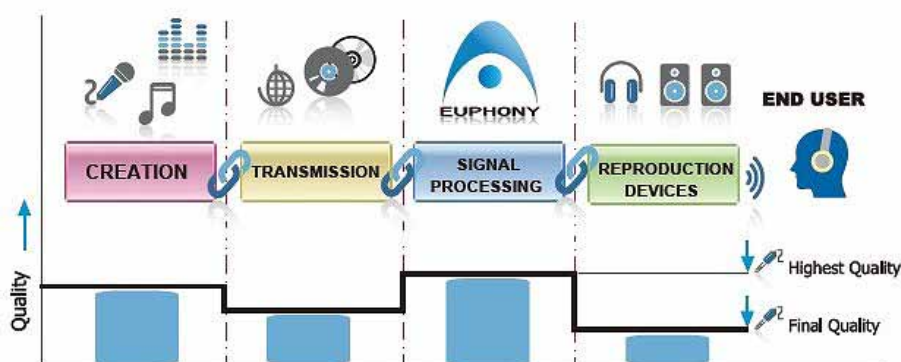 EUPHONY
END USER
CREATION
TRANSMISSION
SIGNAL
PROCESSING
REPRODUCTION
DEVICES
Quality
Highest Quality
Final Quality